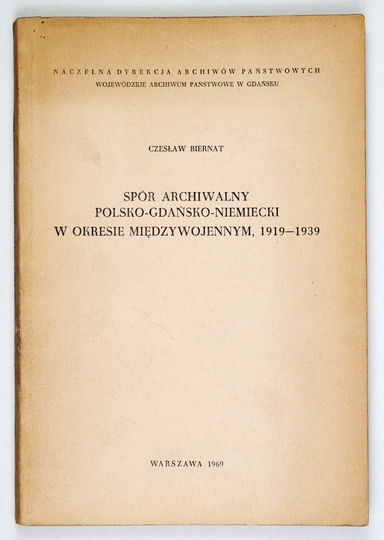 NACZELNA DYREKCJA ARCHIWÓW PAŃSTWOWYCH
WOJEWÓDZKIE ARCHIWUM PAŃSTWOWE W GDAŃSKU
CZESŁAW BIERNAT
SPÓR ARCHIWALNY
POLSKO-GDAŃSKO-NIEMIECKI
W OKRESIE MIĘDZYWOJENNYM, 1919–1939
WARSZAWA 1969